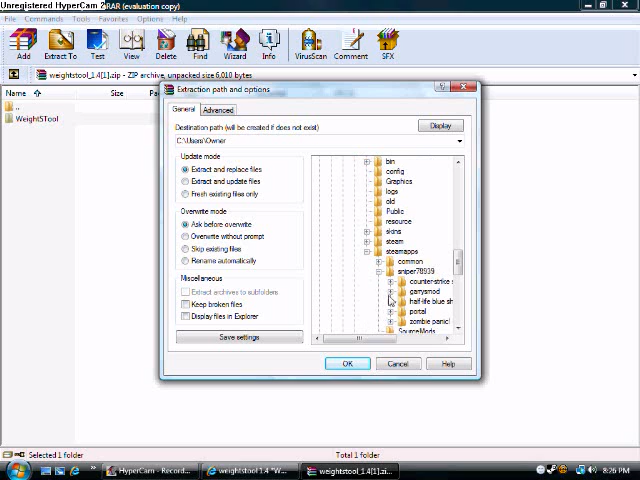 Unregistered HyperCam 2
RAR (evaluation copy)
File Commands Tools Favorites Options Help
Add Extract To Test View Delete Find Wizard Info VirusScan Comment SFX
weightstool_1.4[1].zip - ZIP archive, unpacked size 6,010 bytes
Name Size
..
WeightSTool
Extraction path and options
General Advanced
Destination path (will be created if does not exist)
Display
C:\Users\Owner
Update mode
Extract and replace files
Extract and update files
Fresh existing files only
Overwrite mode
Ask before overwrite
Overwrite without prompt
Skip existing files
Rename automatically
Miscellaneous
Extract archives to subfolders
Keep broken files
Display files in Explorer
Save settings
bin
config
Graphics
logs
old
Public
resource
skins
steam
steamapps
common
sniper78939
counter-strike s
garrysmod
half-life blue sh
portal
zombie panic!
SourceMods
OK Cancel Help
Selected 1 folder
Total 1 folder
HyperCam - Record...
weightstool 1.4 "W...
weightstool_1.4[1].zi...
8:26 PM